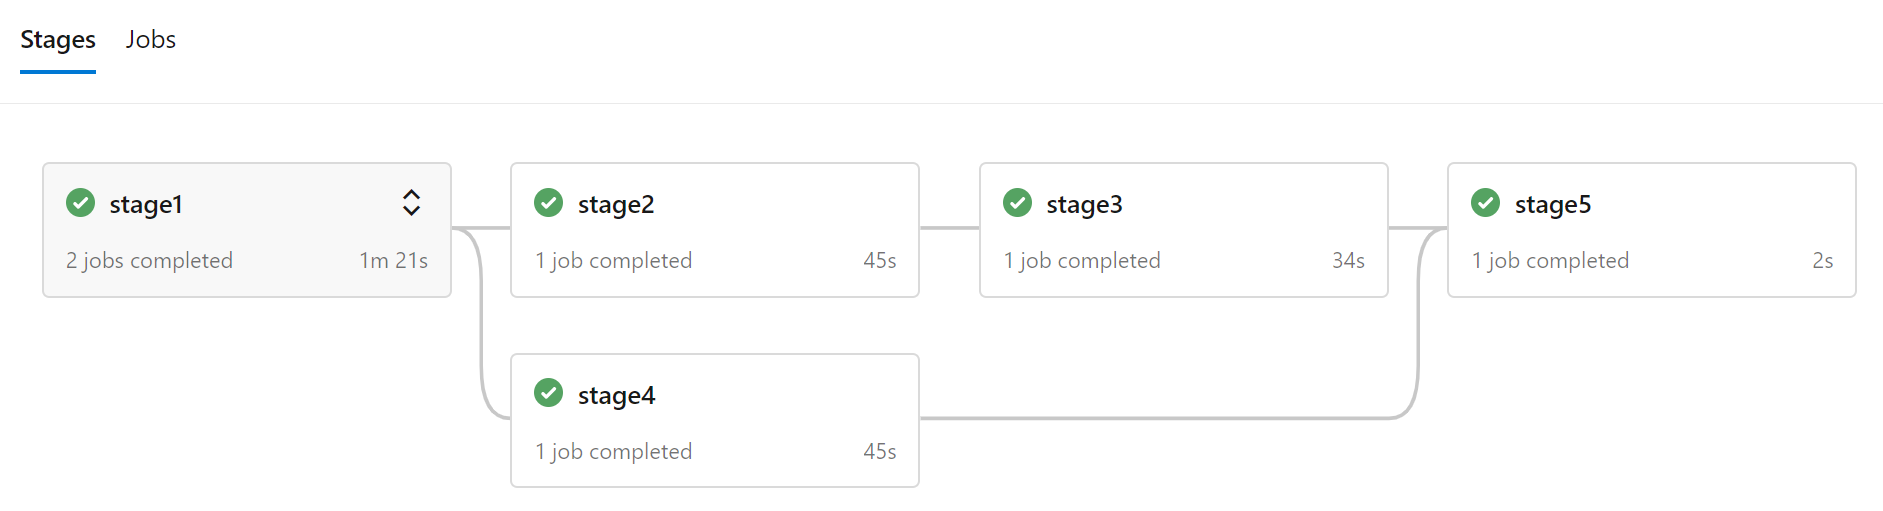 Stages Jobs
stage1
2 jobs completed 1m 21s
stage2
1 job completed 45s
stage3
1 job completed 34s
stage5
1 job completed 2s
stage4
1 job completed 45s